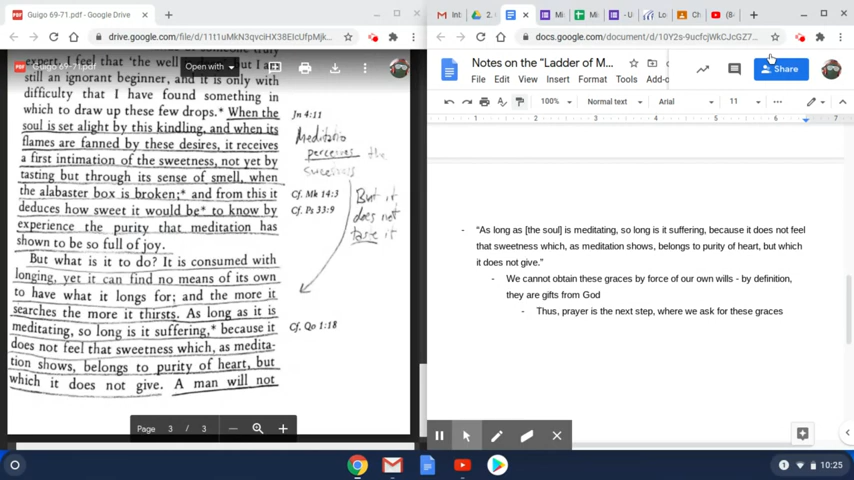 Guigo 69-71.pdf - Google Drive
drive.google.com/file/d/11t1uMkN3qvciHX38EIcUfpMjk
expert, I feel that 'the well
Open with
still an ignorant beginner, and it is only with
difficulty that I have found something in
which to draw up these few drops.* When the
soul is set alight by this kindling, and when its
flames are fanned by these desires, it receives
a first intimation of the sweetness, not yet by
tasting but through its sense of smell, when
the alabaster box is broken;* and from this it
deduces how sweet it would be* to know by
experience the purity that meditation has
shown to be so full of joy.
But what is it to do? It is consumed with
longing, yet it can find no means of its own
to have what it longs for; and the more it
searches the more it thirsts. As long as it is
meditating, so long is it suffering,* because it
does not feel that sweetness which, as medita-
tion shows, belongs to purity of heart, but
which it does not give. A man will not
Jn 4:11
Meditatio
perceives the
Cf. Mk 14:3
Cf. Ps 33:9
But it
does not
taste it
Cf. Qo 1:18
Page 3 / 3
docs.google.com/document/d/10Y2s-9ucfcjWkCJcGZ7...
Notes on the "Ladder of M...
File Edit View Insert Format Tools Add-o
Share
100% Normal text Arial 11
1 2 3 4 5 6 7
- "As long as [the soul] is meditating, so long is it suffering, because it does not feel
that sweetness which, as meditation shows, belongs to purity of heart, but which
it does not give."
- We cannot obtain these graces by force of our own wills - by definition,
they are gifts from God
- Thus, prayer is the next step, where we ask for these graces
1
10:25